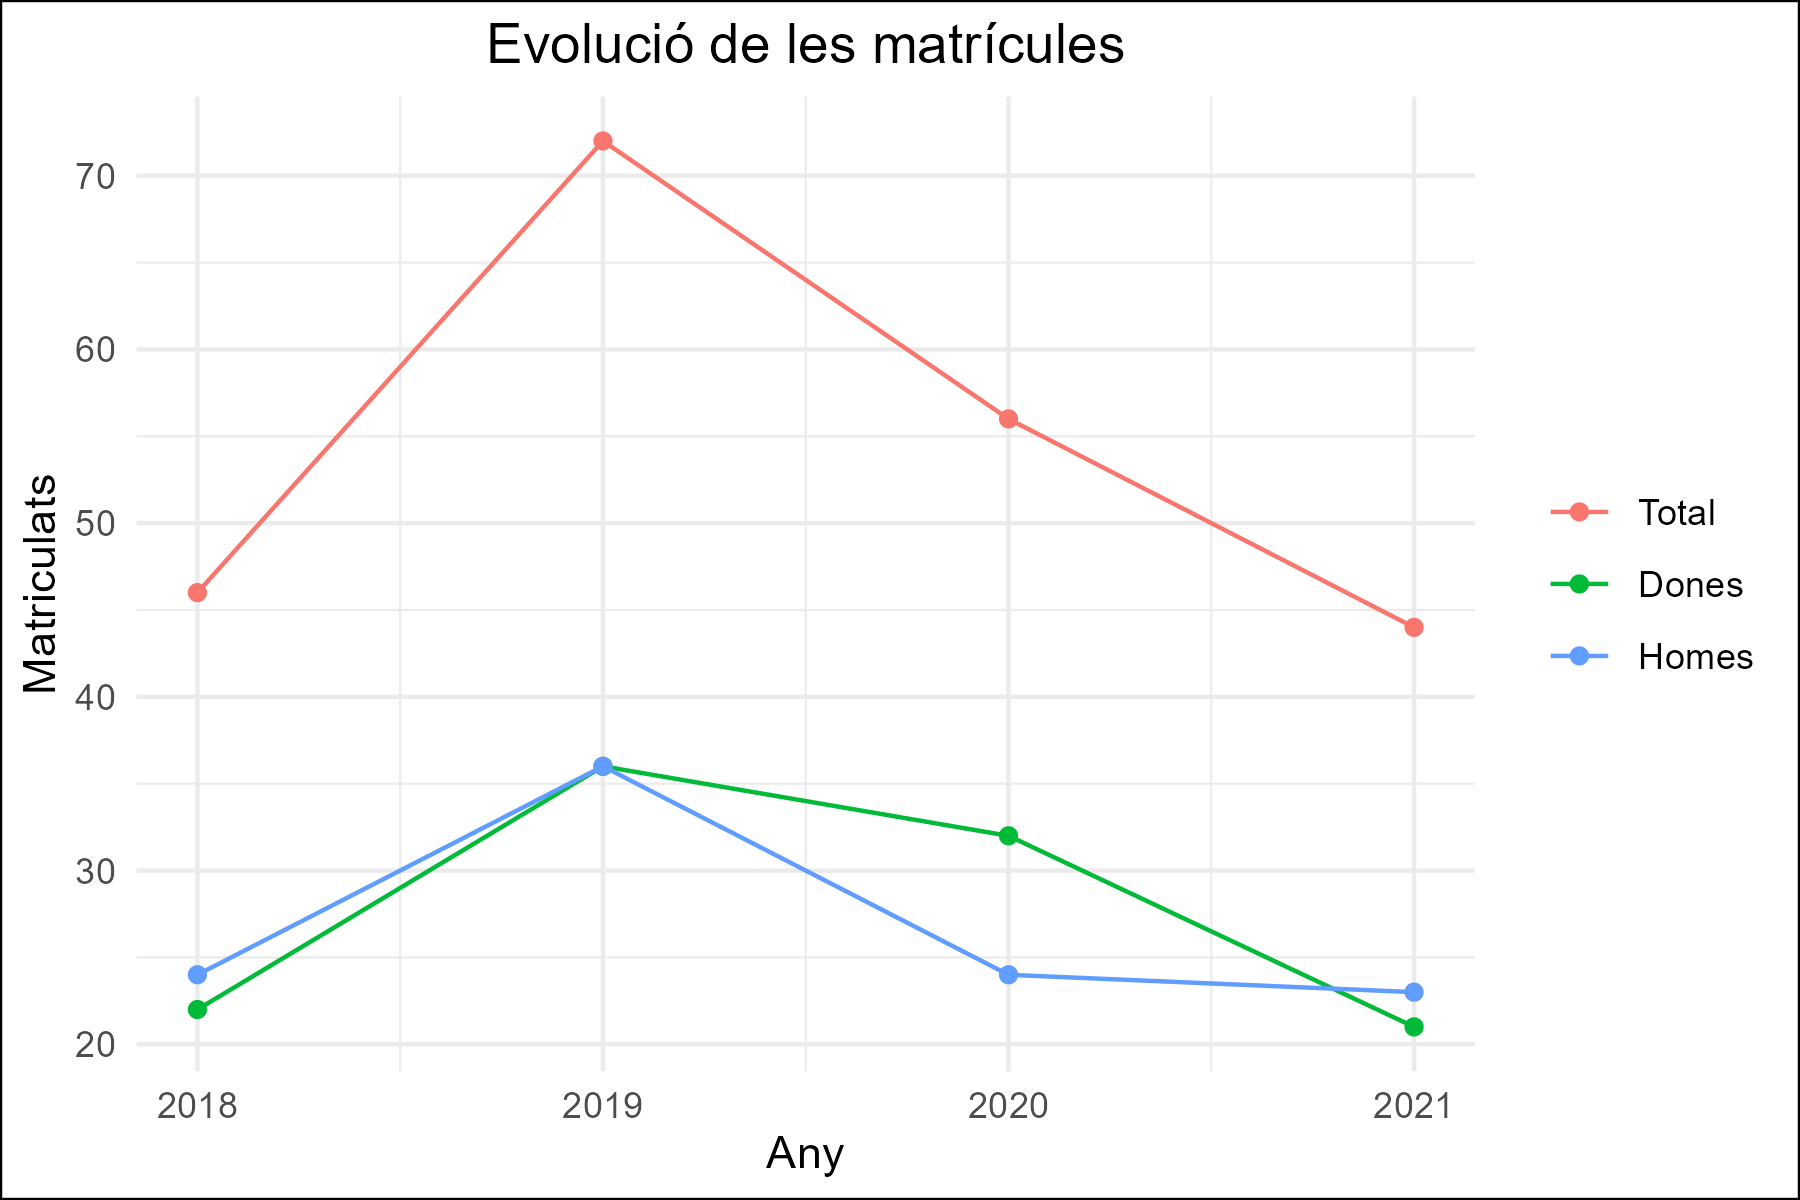 Evolució de les matrícules
Matriculats
70
60
50
40
30
20
2018
2019
2020
2021
Any
Total
Dones
Homes